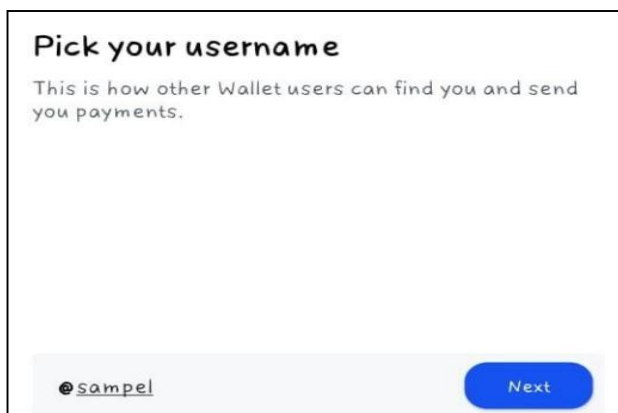 Pick your username
This is how other Wallet users can find you and send
you payments.
@sampel
Next